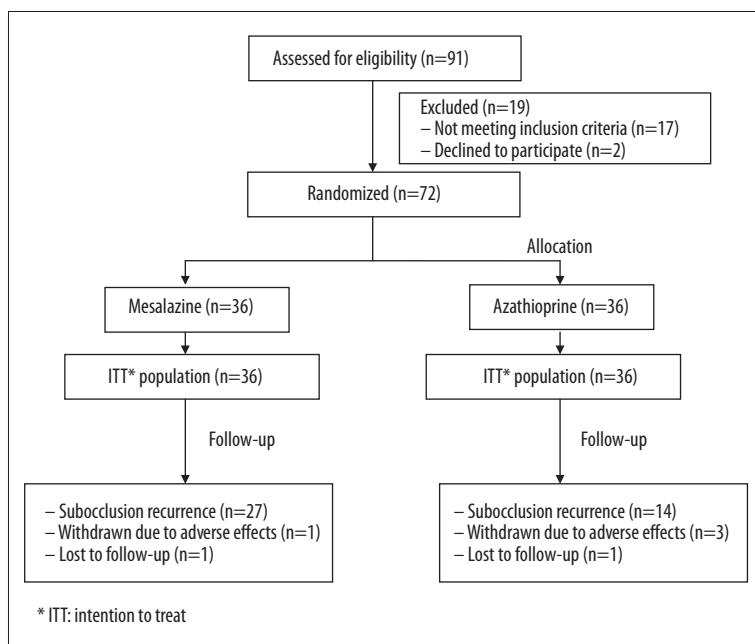 Assessed for eligibility (n=91)
Excluded (n=19)
– Not meeting inclusion criteria (n=17)
– Declined to participate (n=2)
Randomized (n=72)
Allocation
Mesalazine (n=36)
Azathioprine (n=36)
ITT* population (n=36)
ITT* population (n=36)
Follow-up
Follow-up
– Subocclusion recurrence (n=27)
– Withdrawn due to adverse effects (n=1)
– Lost to follow-up (n=1)
– Subocclusion recurrence (n=14)
– Withdrawn due to adverse effects (n=3)
– Lost to follow-up (n=1)
* ITT: intention to treat